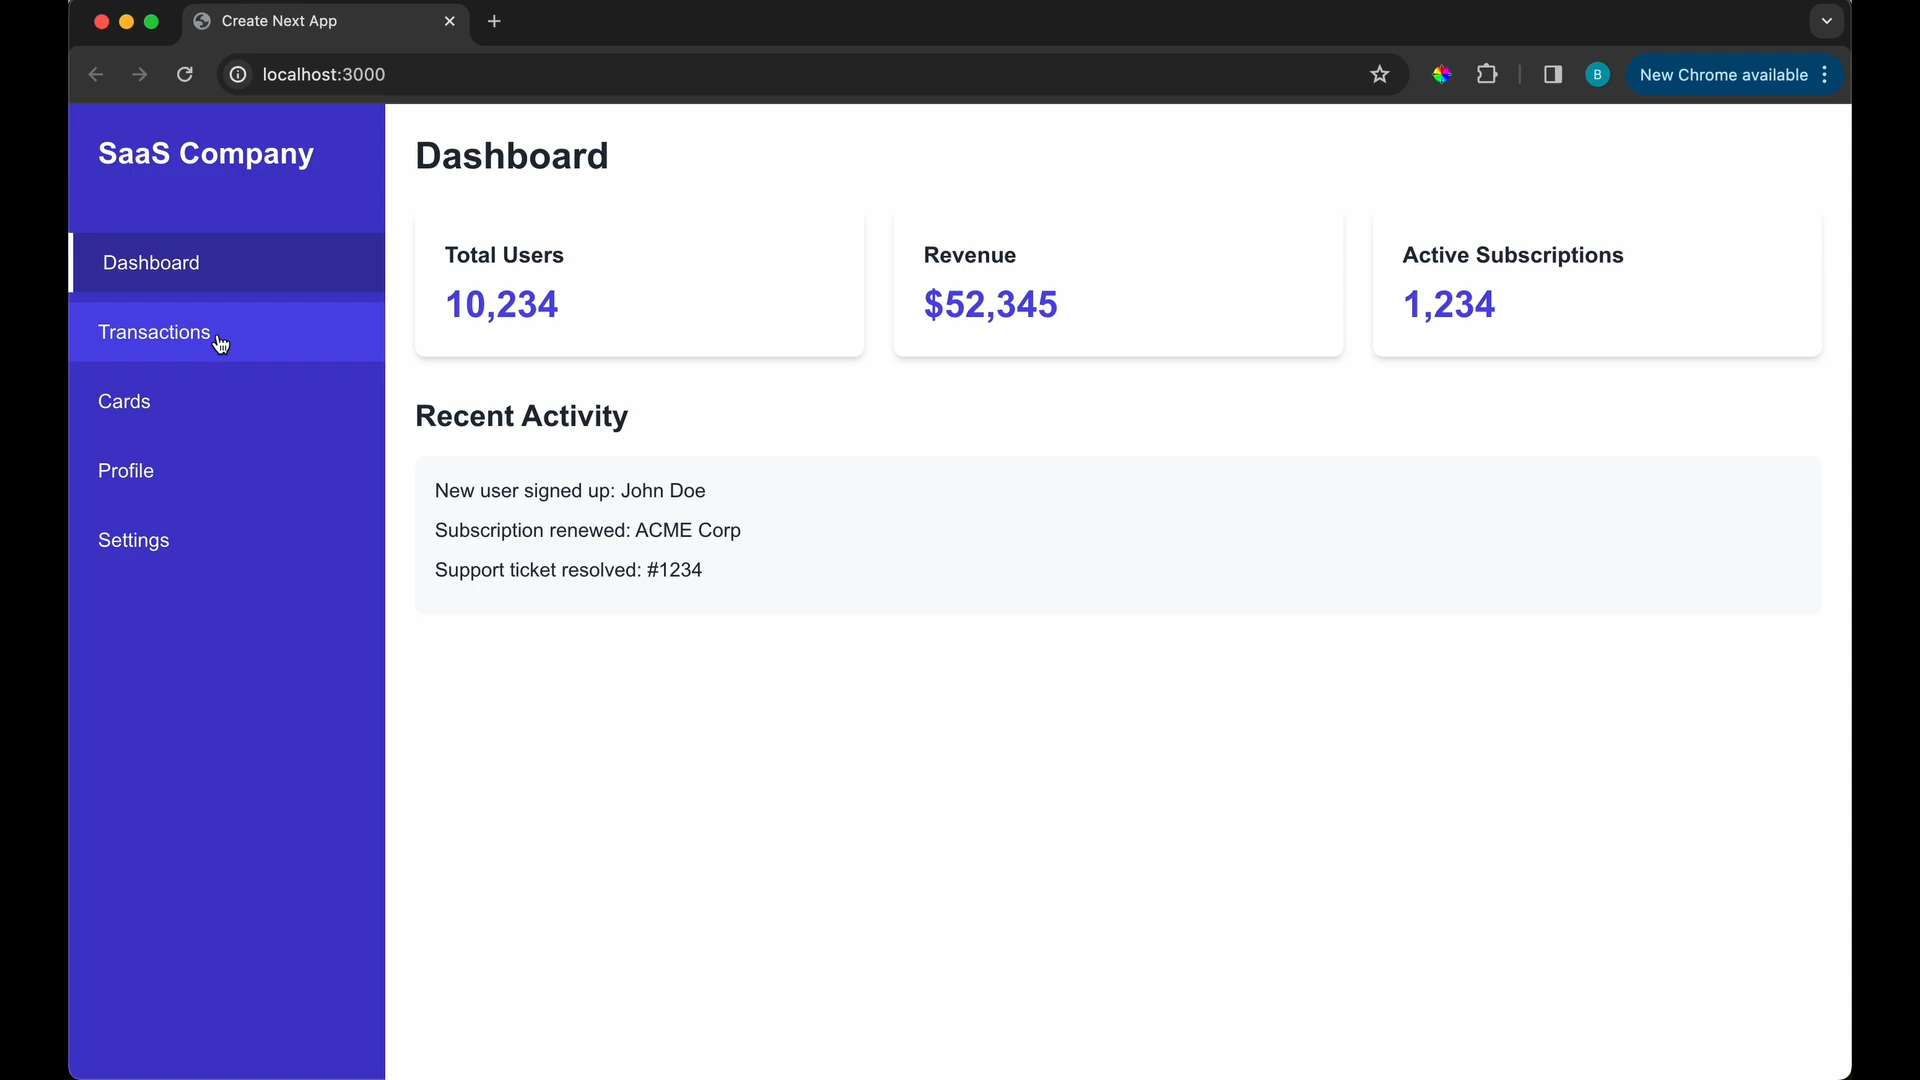 Create Next App
localhost:3000
B
New Chrome available
SaaS Company
Dashboard
Transactions
Cards
Profile
Settings
Dashboard
Total Users
10,234
Revenue
$52,345
Active Subscriptions
1,234
Recent Activity
New user signed up: John Doe
Subscription renewed: ACME Corp
Support ticket resolved: #1234